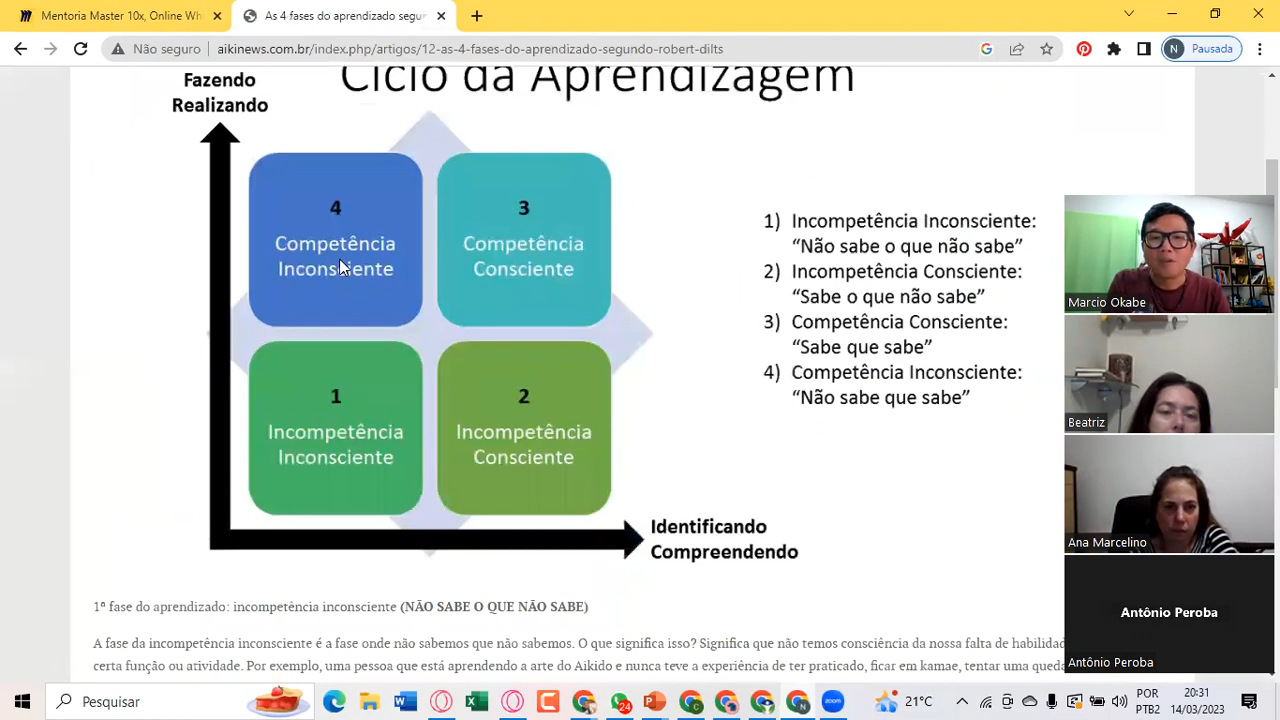 Mentoria Master 10x, Online Wh
As 4 fases do aprendizado segu
Não seguro
aikinews.com.br/index.php/artigos/12-as-4-fases-do-aprendizado-segundo-robert-dilts
N
Pausada
Ciclo da Aprendizagem
Fazendo
Realizando
4
Competência
Inconsciente
3
Competência
Consciente
1
Incompetência
Inconsciente
2
Incompetência
Consciente
Identificando
Compreendendo
1) Incompetência Inconsciente:
“Não sabe o que não sabe”
2) Incompetência Consciente:
“Sabe o que não sabe”
3) Competência Consciente:
“Sabe que sabe”
4) Competência Inconsciente:
“Não sabe que sabe”
Marcio Okabe
Beatriz
Ana Marcelino
Antônio Peroba
Antônio Peroba
1ª fase do aprendizado: incompetência inconsciente (NÃO SABE O QUE NÃO SABE)
A fase da incompetência inconsciente é a fase onde não sabemos que não sabemos. O que significa isso? Significa que não temos consciência da nossa falta de habilidad
certa função ou atividade. Por exemplo, uma pessoa que está aprendendo a arte do Aikido e nunca teve a experiência de ter praticado, ficar em kamae, tentar uma queda
Pesquisar
24
zoom
21°C
POR
PTB2
20:31
14/03/2023